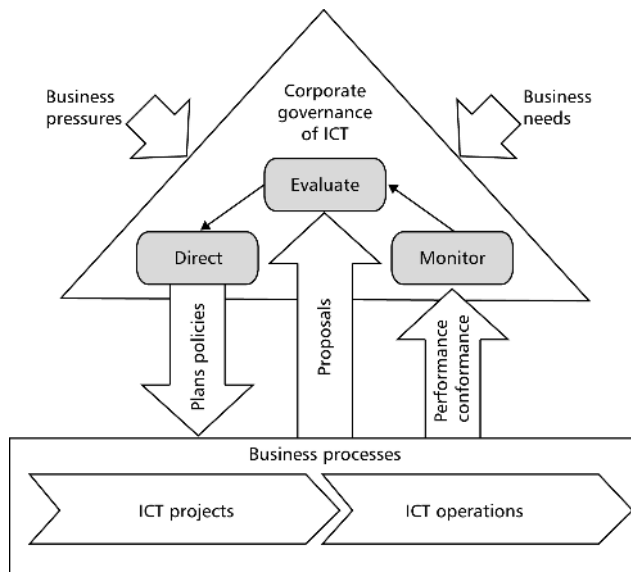 Corporate
governance
of ICT
Business
pressures
Business
needs
Evaluate
Direct
Monitor
Plans policies
Proposals
Performance
conformance
Business processes
ICT projects
ICT operations